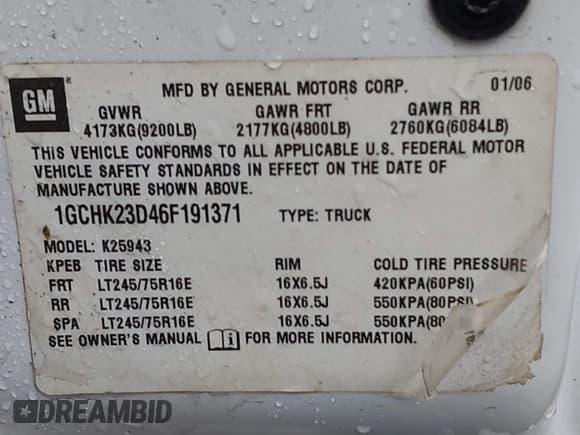 GM
®
MFD BY GENERAL MOTORS CORP. 01/06
GVWR GAWR FRT GAWR RR
4173KG(9200LB) 2177KG(4800LB) 2760KG(6084LB)
THIS VEHICLE CONFORMS TO ALL APPLICABLE U.S. FEDERAL MOTOR
VEHICLE SAFETY STANDARDS IN EFFECT ON THE DATE OF
MANUFACTURE SHOWN ABOVE.
1GCHK23D46F191371 TYPE: TRUCK
MODEL: K25943
KPEB TIRE SIZE RIM COLD TIRE PRESSURE
FRT LT245/75R16E 16X6.5J 420KPA(60PSI)
RR LT245/75R16E 16X6.5J 550KPA(80PSI)
SPA LT245/75R16E 16X6.5J 550KPA(80
SEE OWNER'S MANUAL i FOR MORE INFORMATION.
DREAMBID